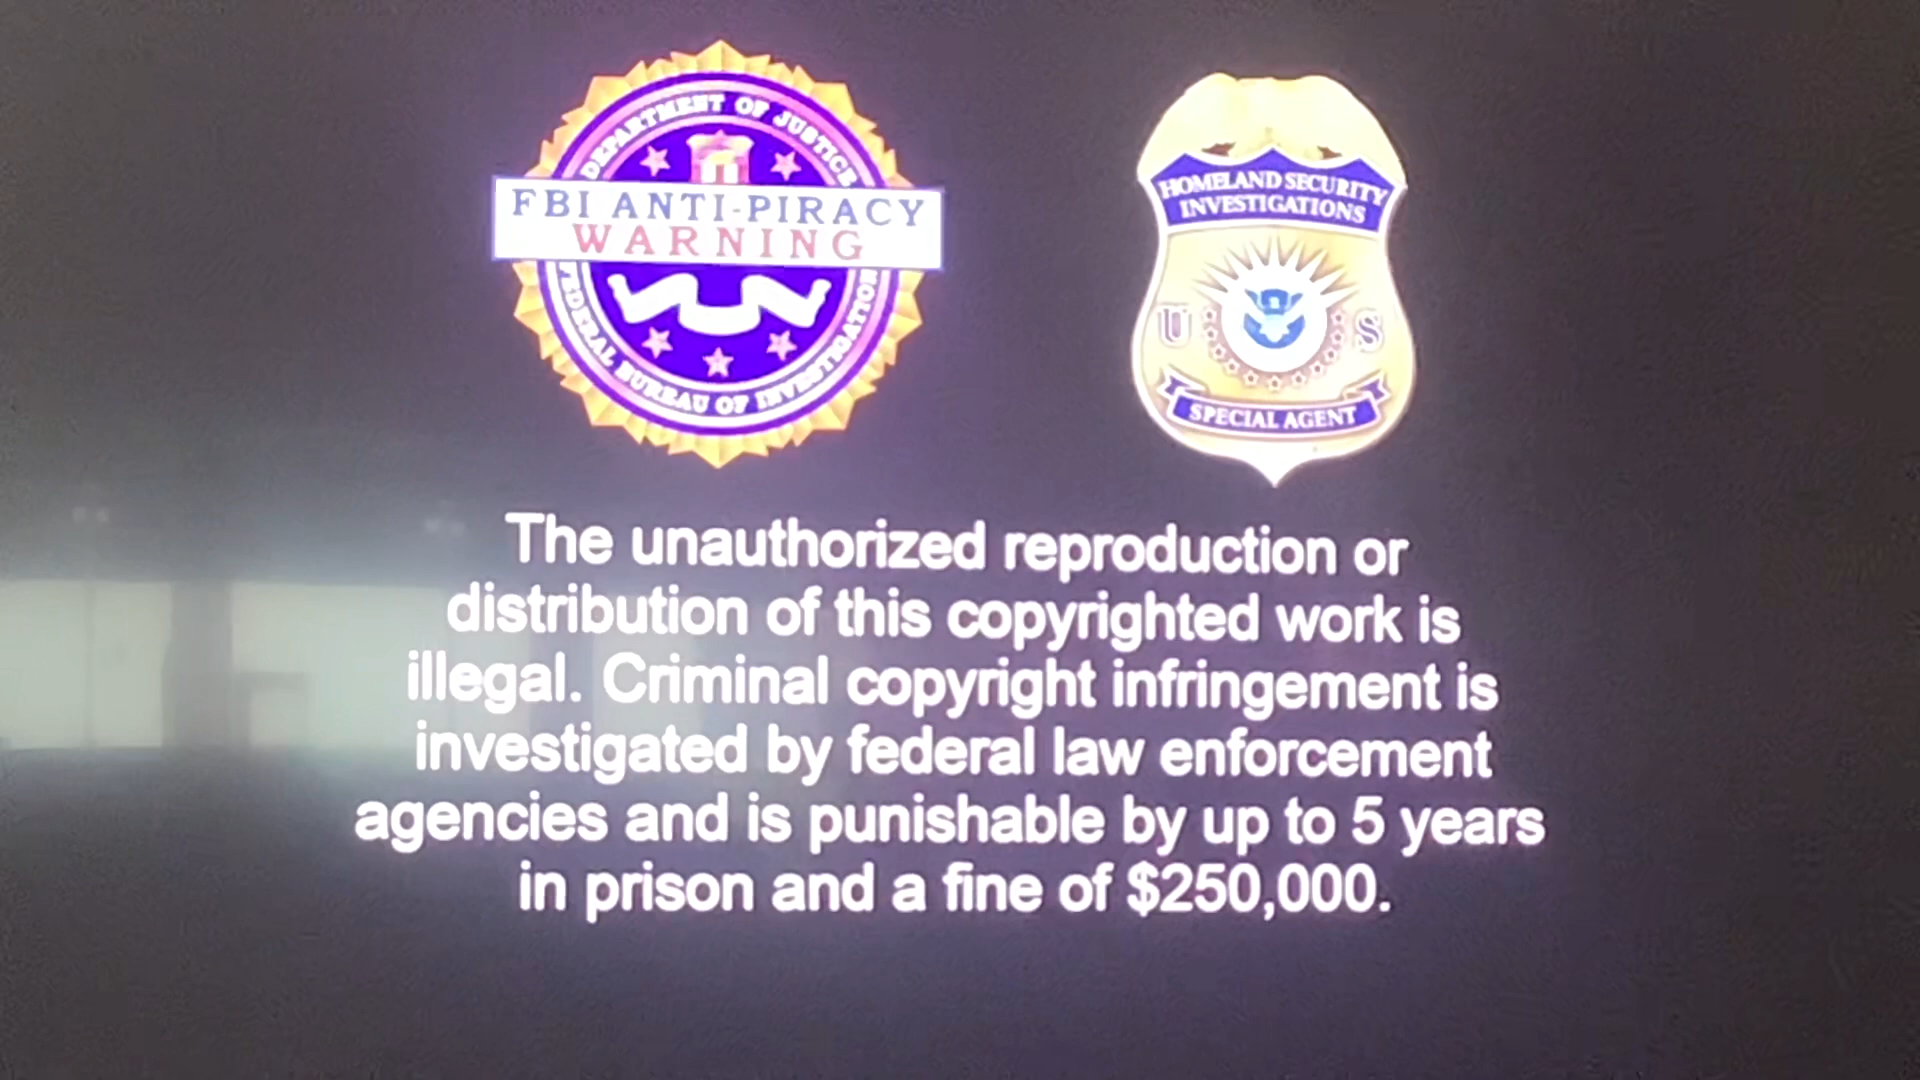 DEPARTMENT OF JUSTICE
FBI ANTI-PIRACY
WARNING
FEDERAL BUREAU OF INVESTIGATION
HOMELAND SECURITY
INVESTIGATIONS
U S
SPECIAL AGENT
The unauthorized reproduction or
distribution of this copyrighted work is
illegal. Criminal copyright infringement is
investigated by federal law enforcement
agencies and is punishable by up to 5 years
in prison and a fine of $250,000.